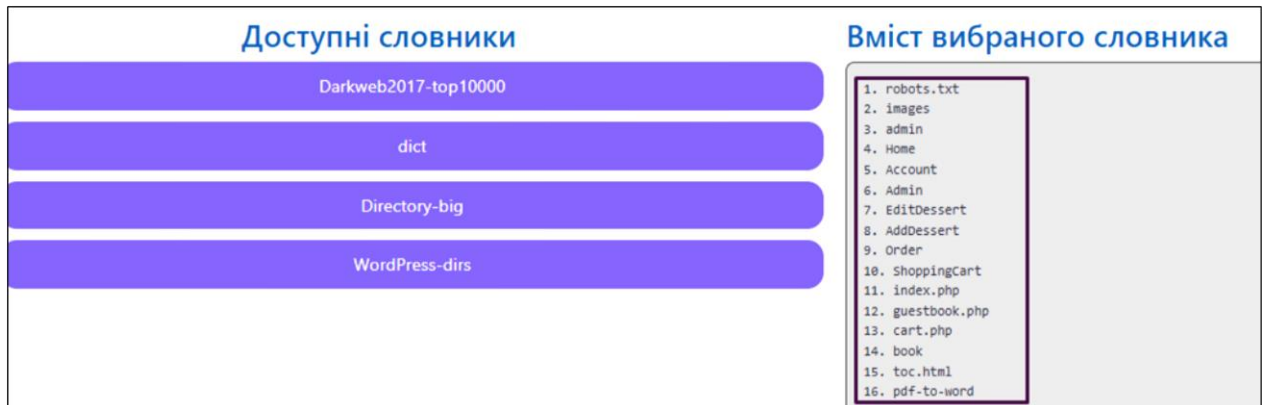 Доступні словники
Darkweb2017-top10000
dict
Directory-big
WordPress-dirs
Вміст вибраного словника
1. robots.txt
2. images
3. admin
4. Home
5. Account
6. Admin
7. EditDessert
8. AddDessert
9. Order
10. ShoppingCart
11. index.php
12. guestbook.php
13. cart.php
14. book
15. toc.html
16. pdf-to-word